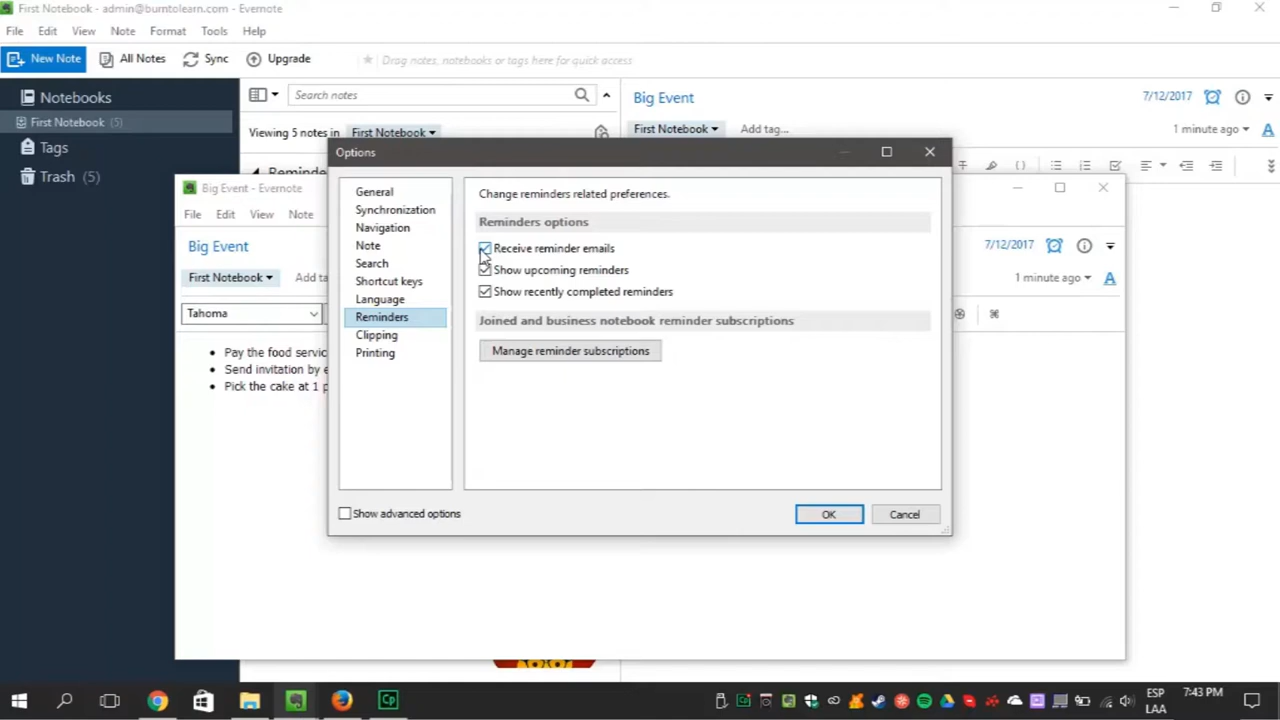 First Notebook - admin@burntolearn.com - Evernote
File Edit View Note Format Tools Help
New Note All Notes Sync Upgrade Drag notes, notebooks or tags here for quick access
Notebooks
First Notebook (5)
Tags
Trash (5)
Search notes
Viewing 5 notes in First Notebook
Big Event 7/12/2017
First Notebook Add tag... 1 minute ago
Big Event - Evernote
File Edit View Note
Big Event 7/12/2017
First Notebook 1 minute ago
Tahoma
Pay the food
Send invitation by
Pick the cake at 1
Options
General
Synchronization
Navigation
Note
Search
Shortcut keys
Language
Reminders
Clipping
Printing
Change reminders related preferences.
Reminders options
Receive reminder emails
Show upcoming reminders
Show recently completed reminders
Joined and business notebook reminder subscriptions
Manage reminder subscriptions
Show advanced options
OK Cancel
ESP
LAA
7:43 PM